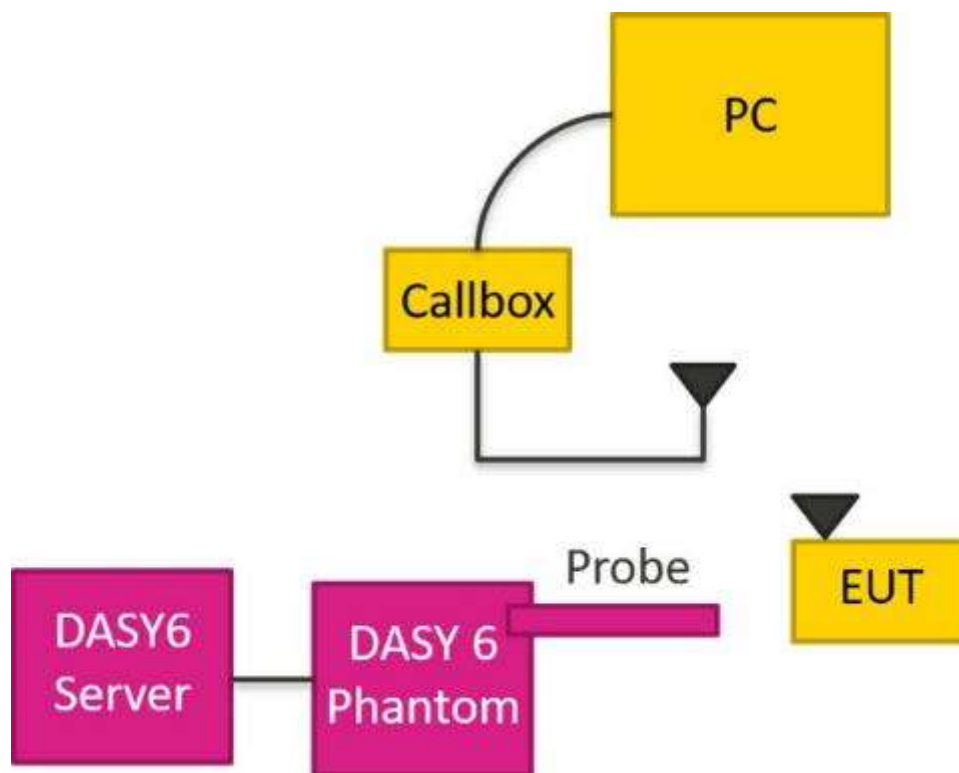 PC
Callbox
Probe
EUT
DASY6
Server
DASY 6
Phantom